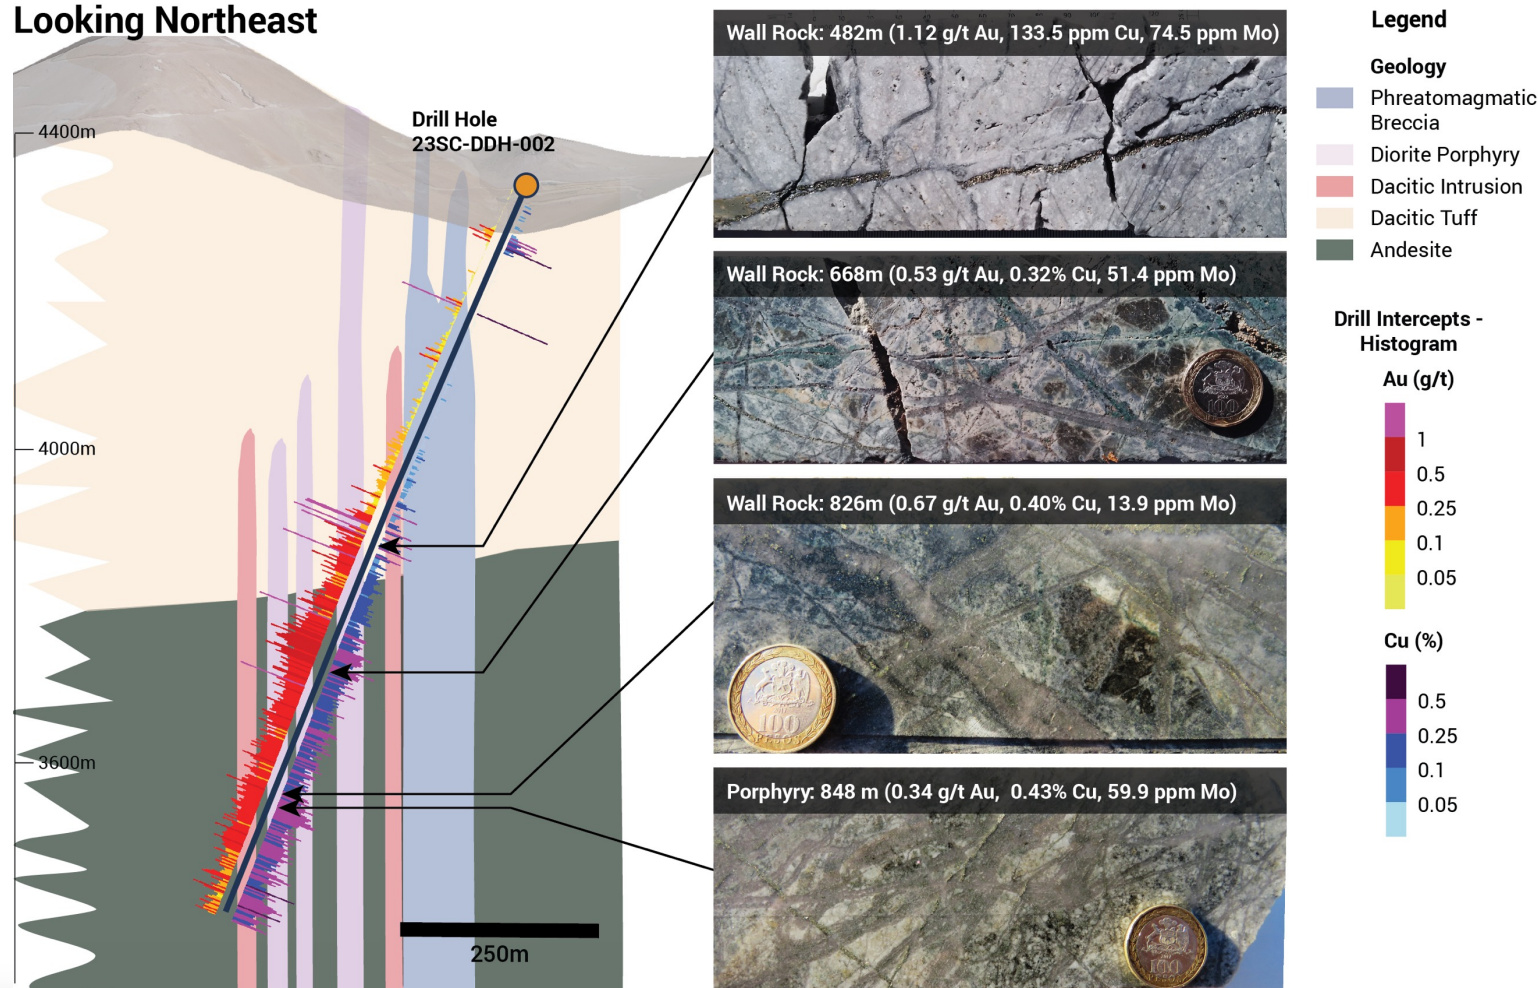 Looking Northeast
4400m
4000m
3600m
Drill Hole
23SC-DDH-002
250m
Wall Rock: 482m (1.12 g/t Au, 133.5 ppm Cu, 74.5 ppm Mo)
Wall Rock: 668m (0.53 g/t Au, 0.32% Cu, 51.4 ppm Mo)
100
Wall Rock: 826m (0.67 g/t Au, 0.40% Cu, 13.9 ppm Mo)
100
PESOS
Porphyry: 848 m (0.34 g/t Au, 0.43% Cu, 59.9 ppm Mo)
100
PESOS
Legend
Geology
Phreatomagmatic
Breccia
Diorite Porphyry
Dacitic Intrusion
Dacitic Tuff
Andesite
Drill Intercepts -
Histogram
Au (g/t)
1
0.5
0.25
0.1
0.05
Cu (%)
0.5
0.25
0.1
0.05